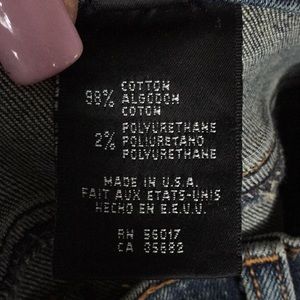 98% COTTON
ALGODON
COTON
2% POLYURETHANE
POLIURETANO
POLYURETHANE
MADE IN U.S.A.
FAIT AUX ETATS-UNIS
HECHO EN E.E.U.U.
RN 56017
CA 05682